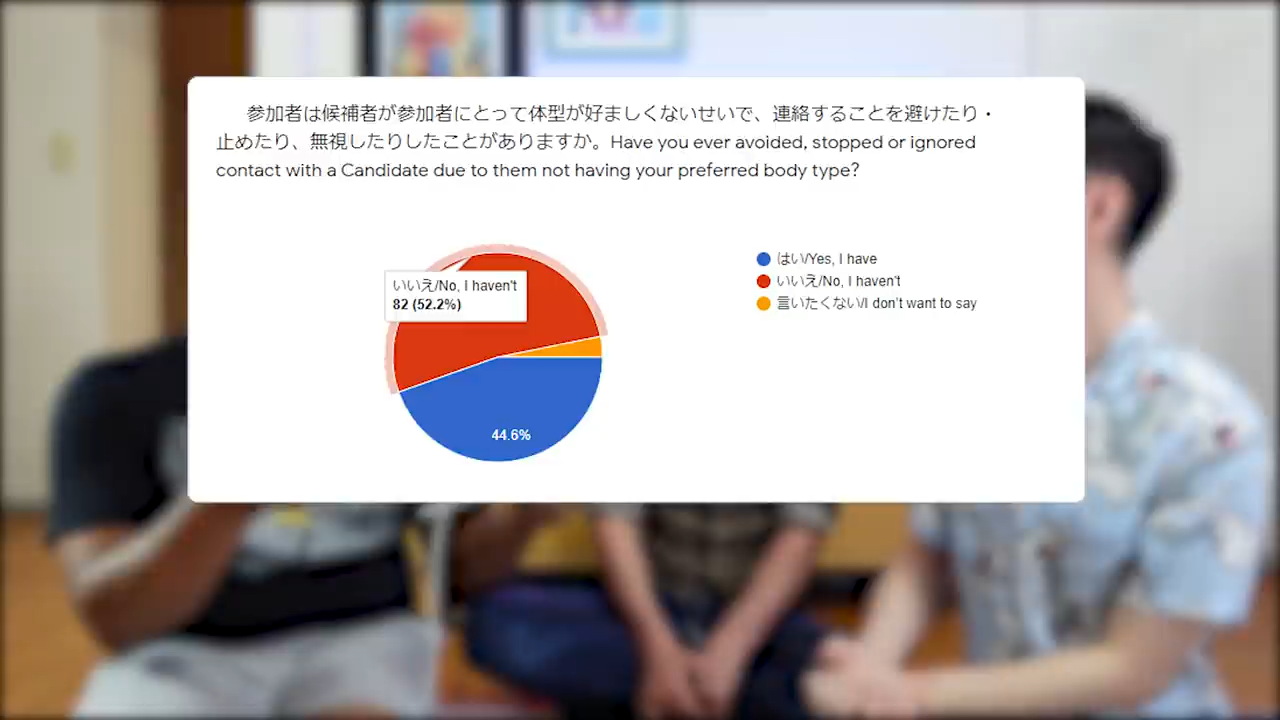 参加者は候補者が参加者にとって体型が好ましくないせいで、連絡することを避けたり・
止めたり、無視したりしたことがありますか。Have you ever avoided, stopped or ignored
contact with a Candidate due to them not having your preferred body type?
いいえ/No, I haven't
82 (52.2%)
44.6%
はい/Yes, I have
いいえ/No, I haven't
言いたくない/I don't want to say